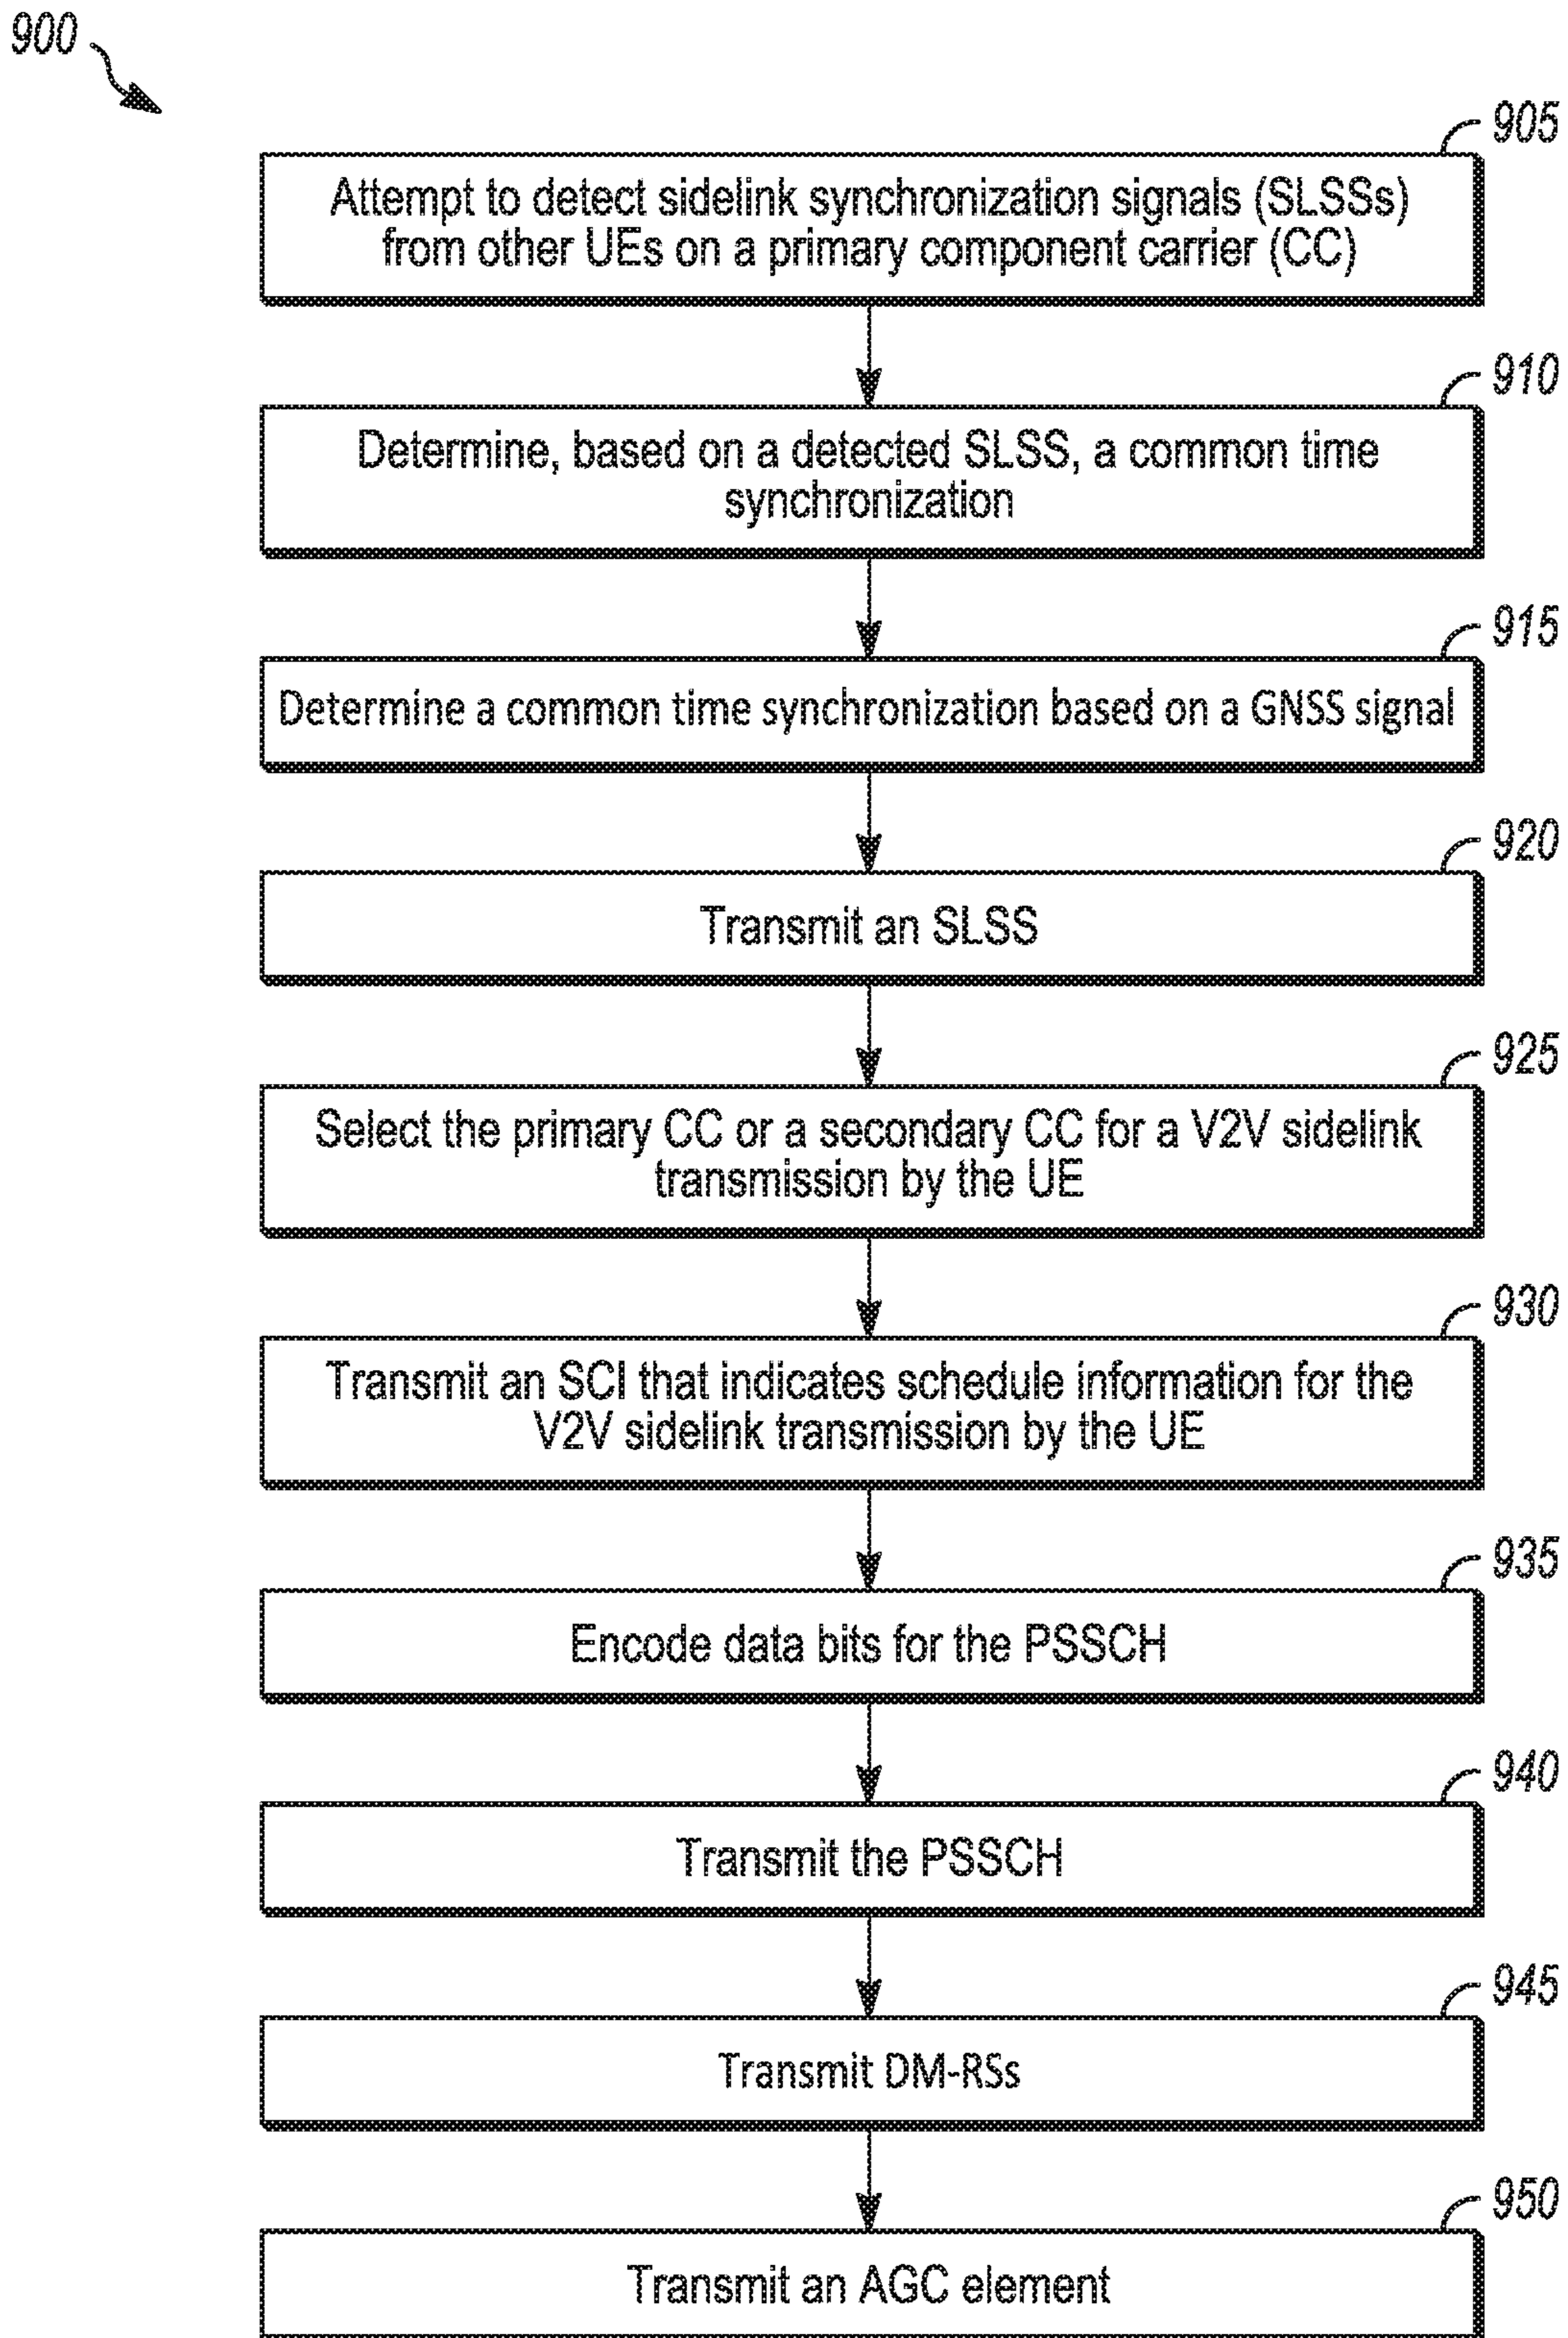 900
905
Attempt to detect sidelink synchronization signals (SLSSs)
from other UEs on a primary component carrier (CC)
910
Determine, based on a detected SLSS, a common time
synchronization
915
Determine a common time synchronization based on a GNSS signal
920
Transmit an SLSS
925
Select the primary CC or a secondary CC for a V2V sidelink
transmission by the UE
930
Transmit an SCI that indicates schedule information for the
V2V sidelink transmission by the UE
935
Encode data bits for the PSSCH
940
Transmit the PSSCH
945
Transmit DM-RSs
950
Transmit an AGC element